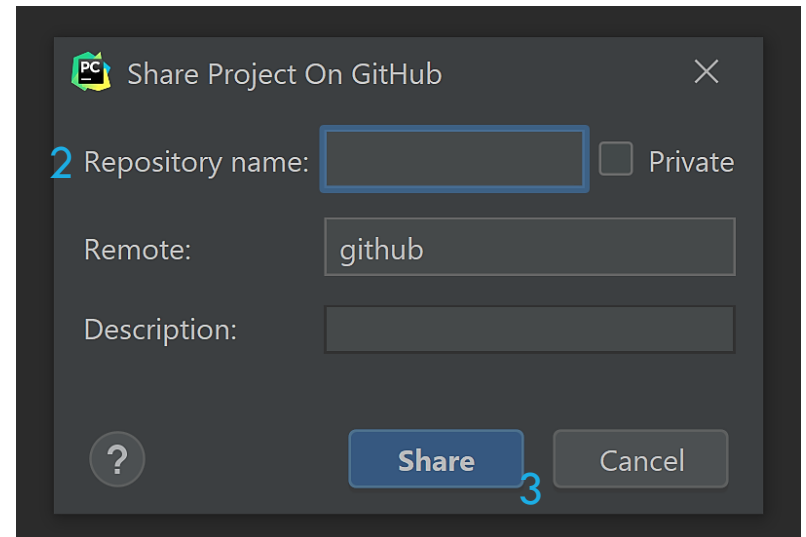 PC Share Project On GitHub
2 Repository name: Private
Remote: github
Description:
? Share Cancel
3